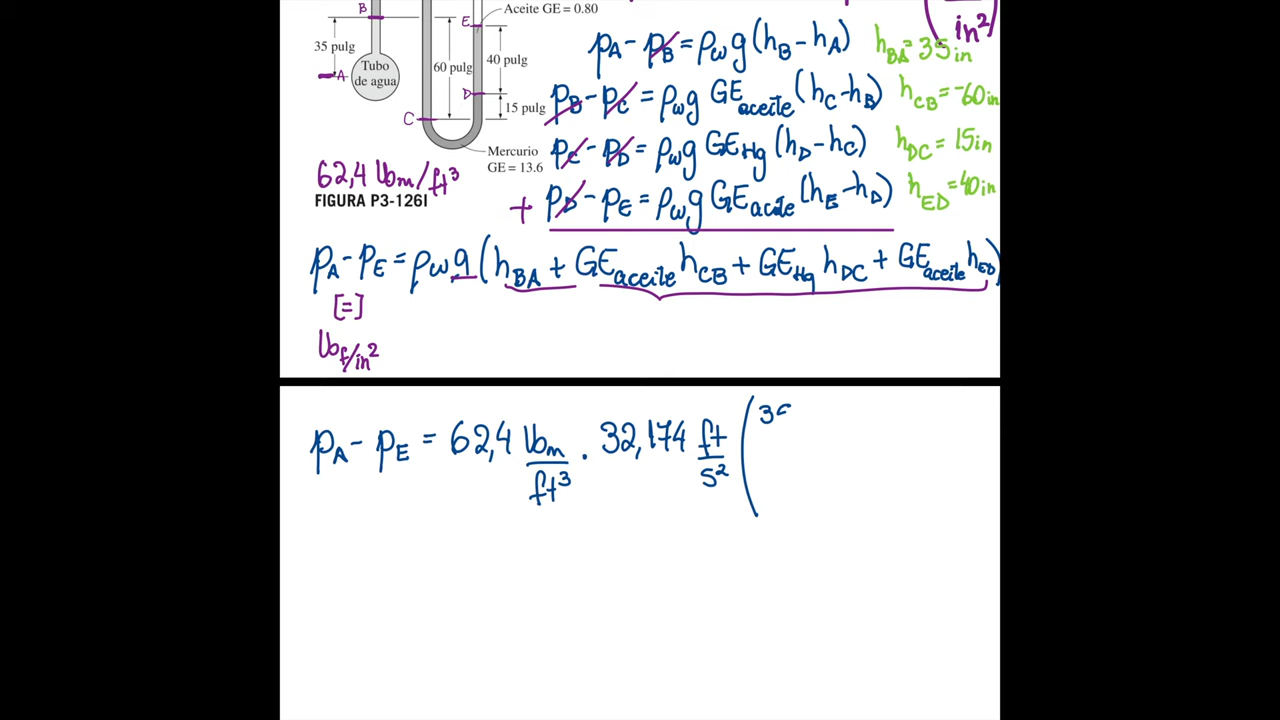 B
35 pulg
A
Tubo
de agua
60 pulg
C
Aceite GE = 0.80
E
40 pulg
D
15 pulg
Mercurio
GE = 13.6
62,4 lbm/ft³
FIGURA P3-126I
in²)
pA - pB = ρw g (hB - hA)
hBA = 35 in
pB - pC = ρw g GEaceite (hC - hB)
hCB = -60 in
pC - pD = ρw g GEHg (hD - hC)
hDC = 15 in
+ pD - pE = ρw g GEaceite (hE - hD)
hED = 40 in
pA - pE = ρw g (hBA + GEaceite hCB + GEHg hDC + GEaceite hED)
[=]
lbf/in²
pA - pE = 62,4 lbm/ft³ . 32,174 ft/s² (